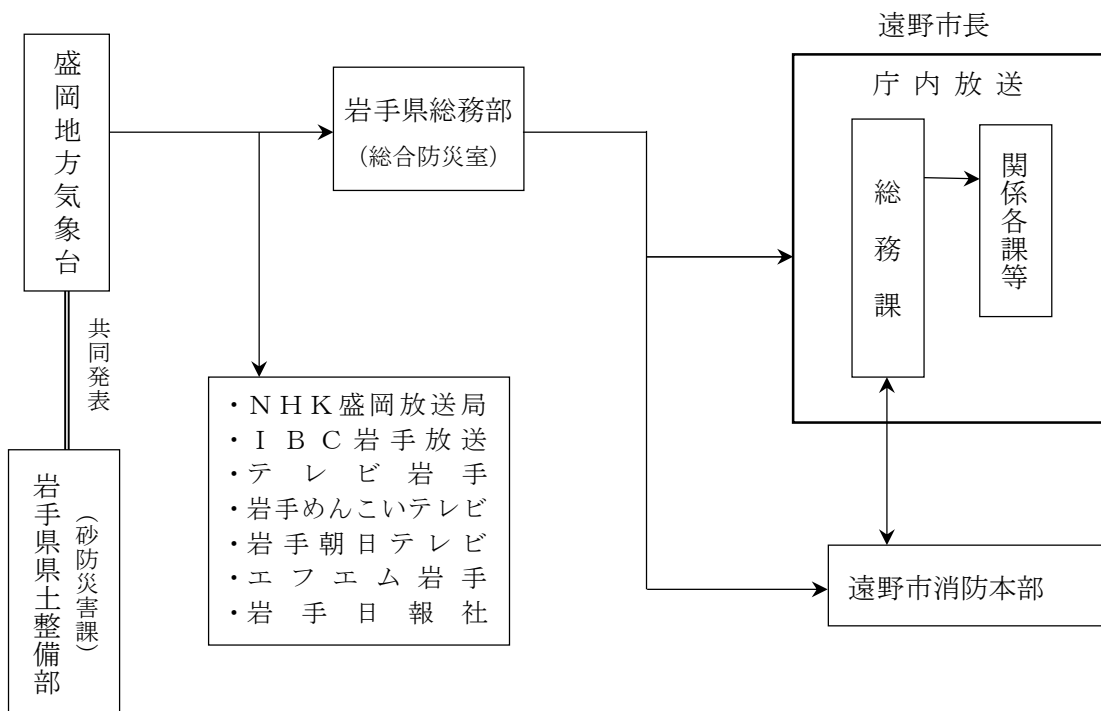 盛岡地方気象台
共同発表
岩手県県土整備部
（砂防災害課）
岩手県総務部
（総合防災室）
・ＮＨＫ盛岡放送局
・ＩＢＣ岩手放送
・テレビ岩手
・岩手めんこいテレビ
・岩手朝日テレビ
・エフエム岩手
・岩手日報社
遠野市長
庁内放送
総務課
関係各課等
遠野市消防本部